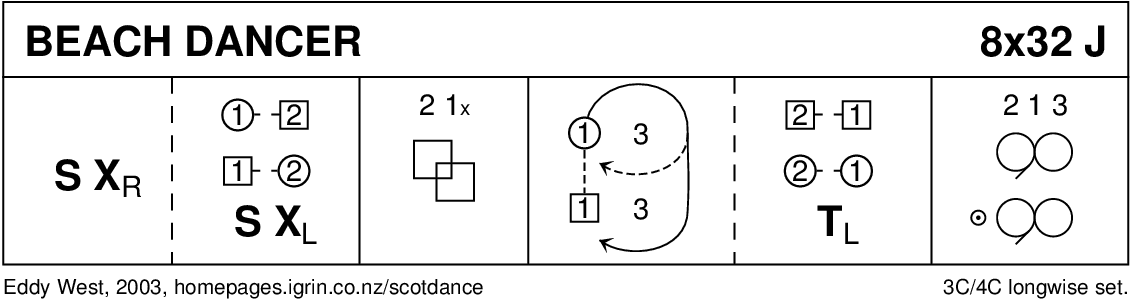 BEACH DANCER 8x32 J
S XR
1 2
1 2
S XL
2 1x
1 3
1 3
2 1
2 1
TL
2 1 3
Eddy West, 2003, homepages.igrin.co.nz/scotdance 3C/4C longwise set.